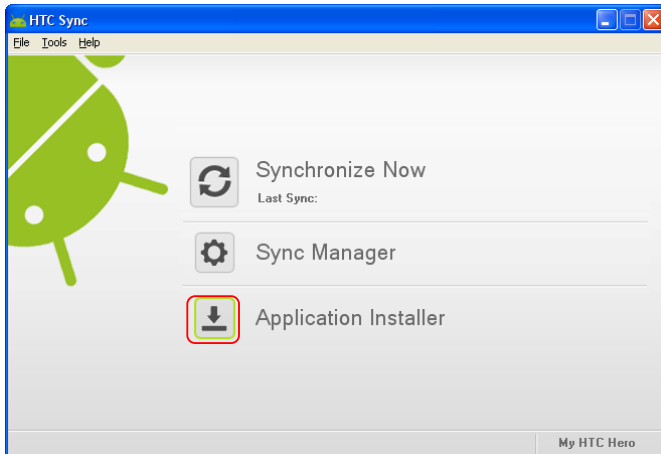 HTC Sync
File Tools Help
Synchronize Now
Last Sync:
Sync Manager
Application Installer
My HTC Hero